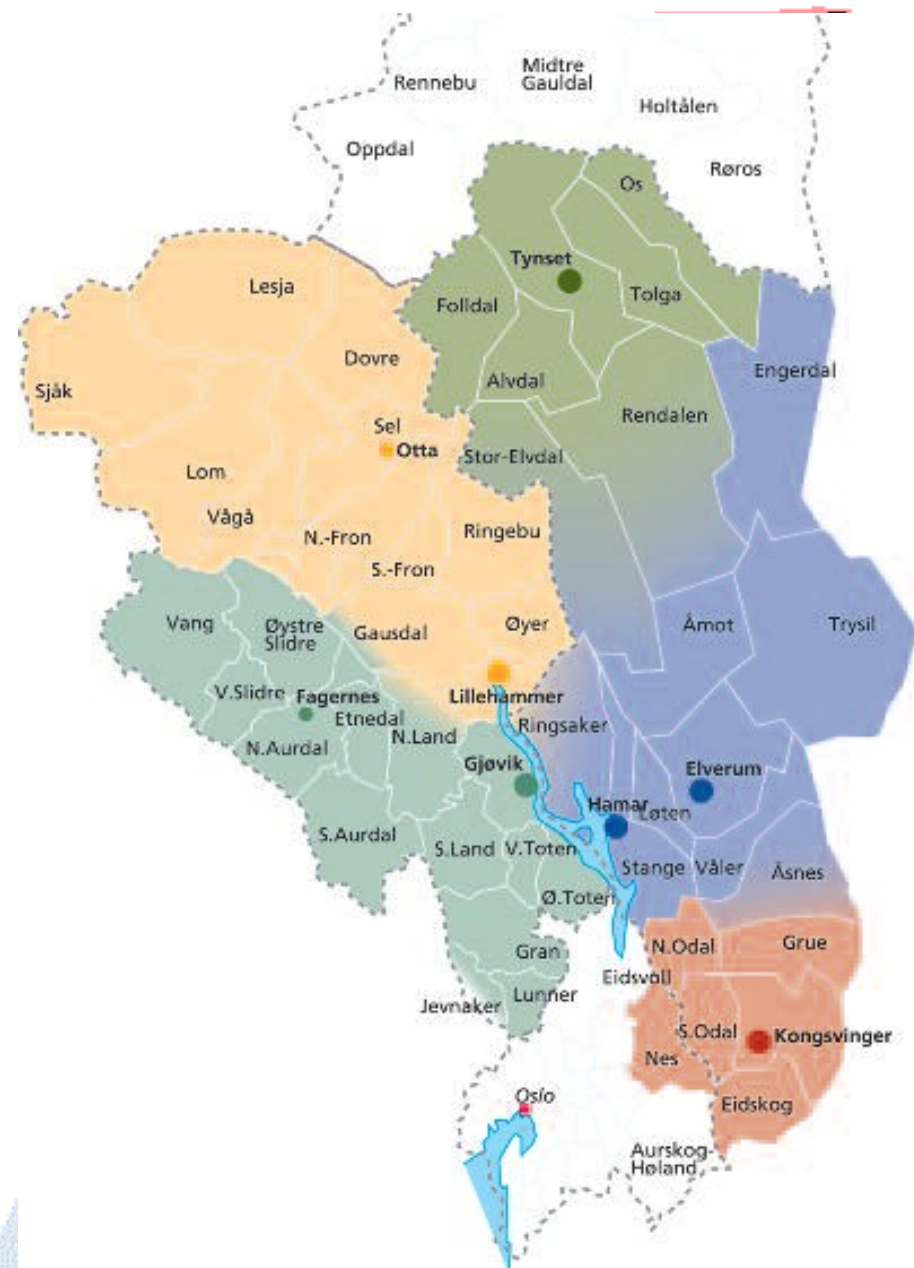 Midtre
Gauldal
Rennebu
Holtålen
Oppdal
Røros
Os
Tynset
Lesja
Tolga
Folldal
Dovre
Engerdal
Alvdal
Sjåk
Rendalen
Sel
Otta
Stor-Elvdal
Lom
Vågå
Ringebu
N.-Fron
S.-Fron
Vang
Øystre
Slidre
Gausdal
Øyer
Åmot
Trysil
V.Slidre
Fagernes
Lillehammer
Etnedal
Ringsaker
N.Land
N.Aurdal
Gjøvik
Elverum
Hamar
Løten
S.Aurdal
S.Land
V.Toten
Stange
Våler
Åsnes
Ø.Toten
N.Odal
Grue
Gran
Eidsvoll
Lunner
Jevnaker
S.Odal
Kongsvinger
Nes
Oslo
Eidskog
Aurskog-
Høland